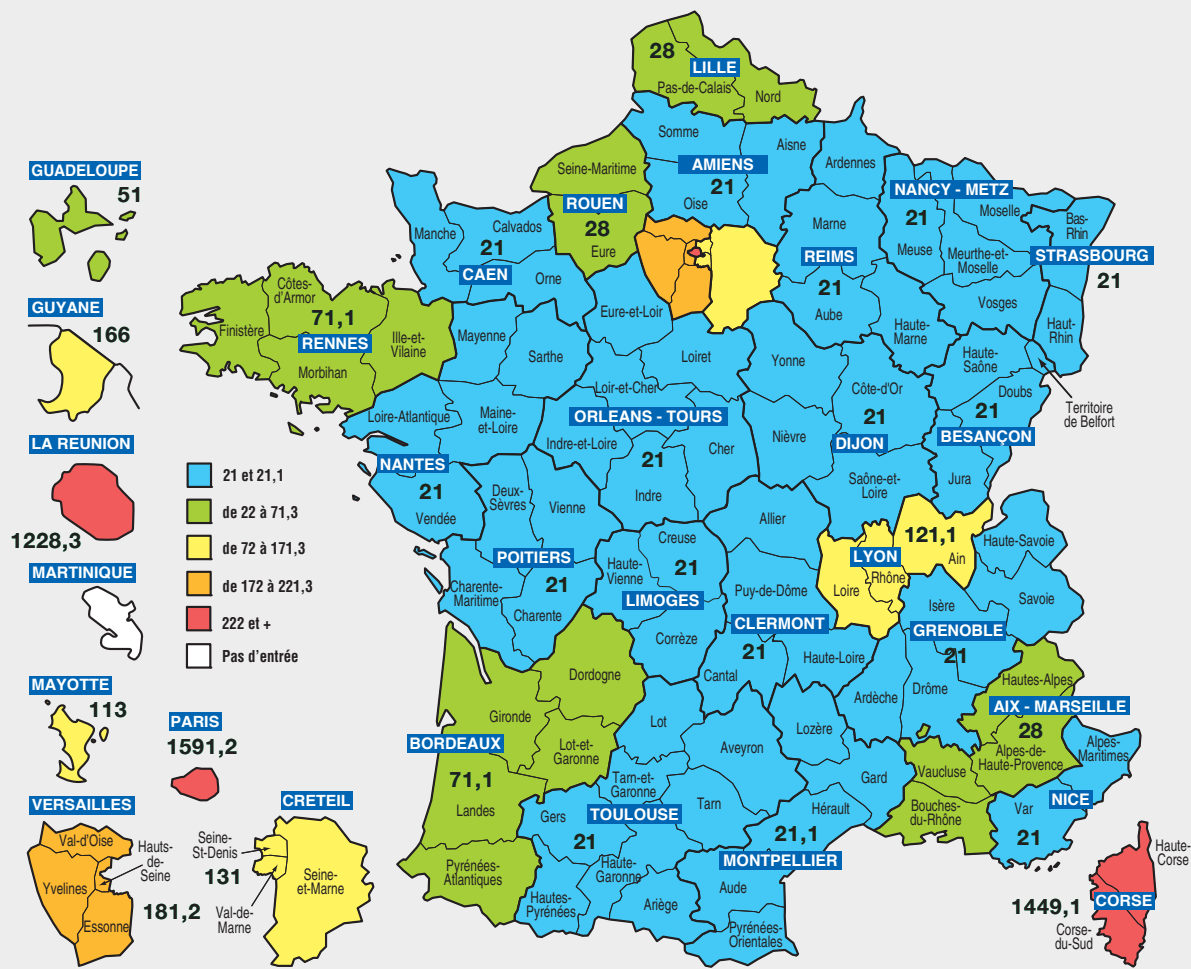 28
LILLE
Pas-de-Calais
Nord
Somme
Aisne
Ardennes
AMIENS
21
Oise
Seine-Maritime
ROUEN
28
Eure
GUADELOUPE
51
Manche
Calvados
21
CAEN
Orne
Marne
REIMS
21
Aube
Haute-
Marne
NANCY - METZ
21
Moselle
Meuse
Meurthe-et-
Moselle
Vosges
Bas-
Rhin
STRASBOURG
21
Haut-
Rhin
GUYANE
166
Côtes-
d'Armor
71,1
Finistère
RENNES
Ille-et-
Vilaine
Morbihan
Mayenne
Sarthe
Eure-et-Loir
Loiret
Loir-et-Cher
ORLEANS - TOURS
Indre-et-Loire
21
Cher
Indre
Yonne
Côte-d'Or
21
Nièvre
DIJON
Saône-et-
Loire
Haute-
Saône
Doubs
21
BESANÇON
Jura
Territoire
de Belfort
LA REUNION
1228,3
MARTINIQUE
21 et 21,1
de 22 à 71,3
de 72 à 171,3
de 172 à 221,3
222 et +
Pas d'entrée
Loire-Atlantique
Maine-
et-Loire
NANTES
21
Vendée
Deux-
Sèvres
Vienne
POITIERS
21
Charente-
Maritime
Charente
Creuse
Haute-
Vienne
21
LIMOGES
Corrèze
Allier
Puy-de-Dôme
CLERMONT
21
Cantal
Haute-Loire
LYON
121,1
Ain
Rhône
Loire
Haute-Savoie
Savoie
Isère
GRENOBLE
21
Drôme
Ardèche
MAYOTTE
113
PARIS
1591,2
Dordogne
Gironde
BORDEAUX
Lot-et-
Garonne
71,1
Landes
Pyrénées-
Atlantiques
Lot
Aveyron
Tarn-et-
Garonne
TOULOUSE
Gers
21
Tarn
Haute-
Garonne
Hautes-
Pyrénées
Ariège
Lozère
Gard
Hérault
21,1
MONTPELLIER
Aude
Pyrénées-
Orientales
Hautes-Alpes
AIX - MARSEILLE
28
Alpes-de-
Haute-Provence
Vaucluse
Bouches-
du-Rhône
Alpes-
Maritimes
NICE
Var
21
VERSAILLES
Val-d'Oise
Hauts-
de-
Seine
Yvelines
181,2
Essonne
CRETEIL
Seine-
St-Denis
131
Val-de-
Marne
Seine-
et-Marne
Haute-
Corse
CORSE
1449,1
Corse-
du-Sud